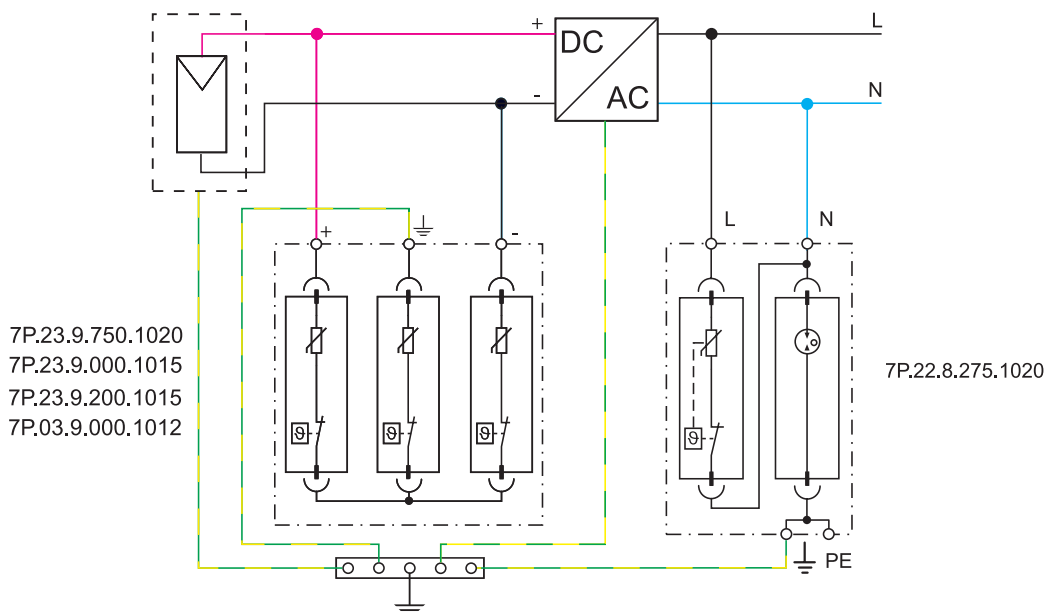 + DC L
- AC N
+ - L N
7P.23.9.750.1020
7P.23.9.000.1015
7P.23.9.200.1015
7P.03.9.000.1012
7P.22.8.275.1020
ϑ ϑ ϑ ϑ
PE